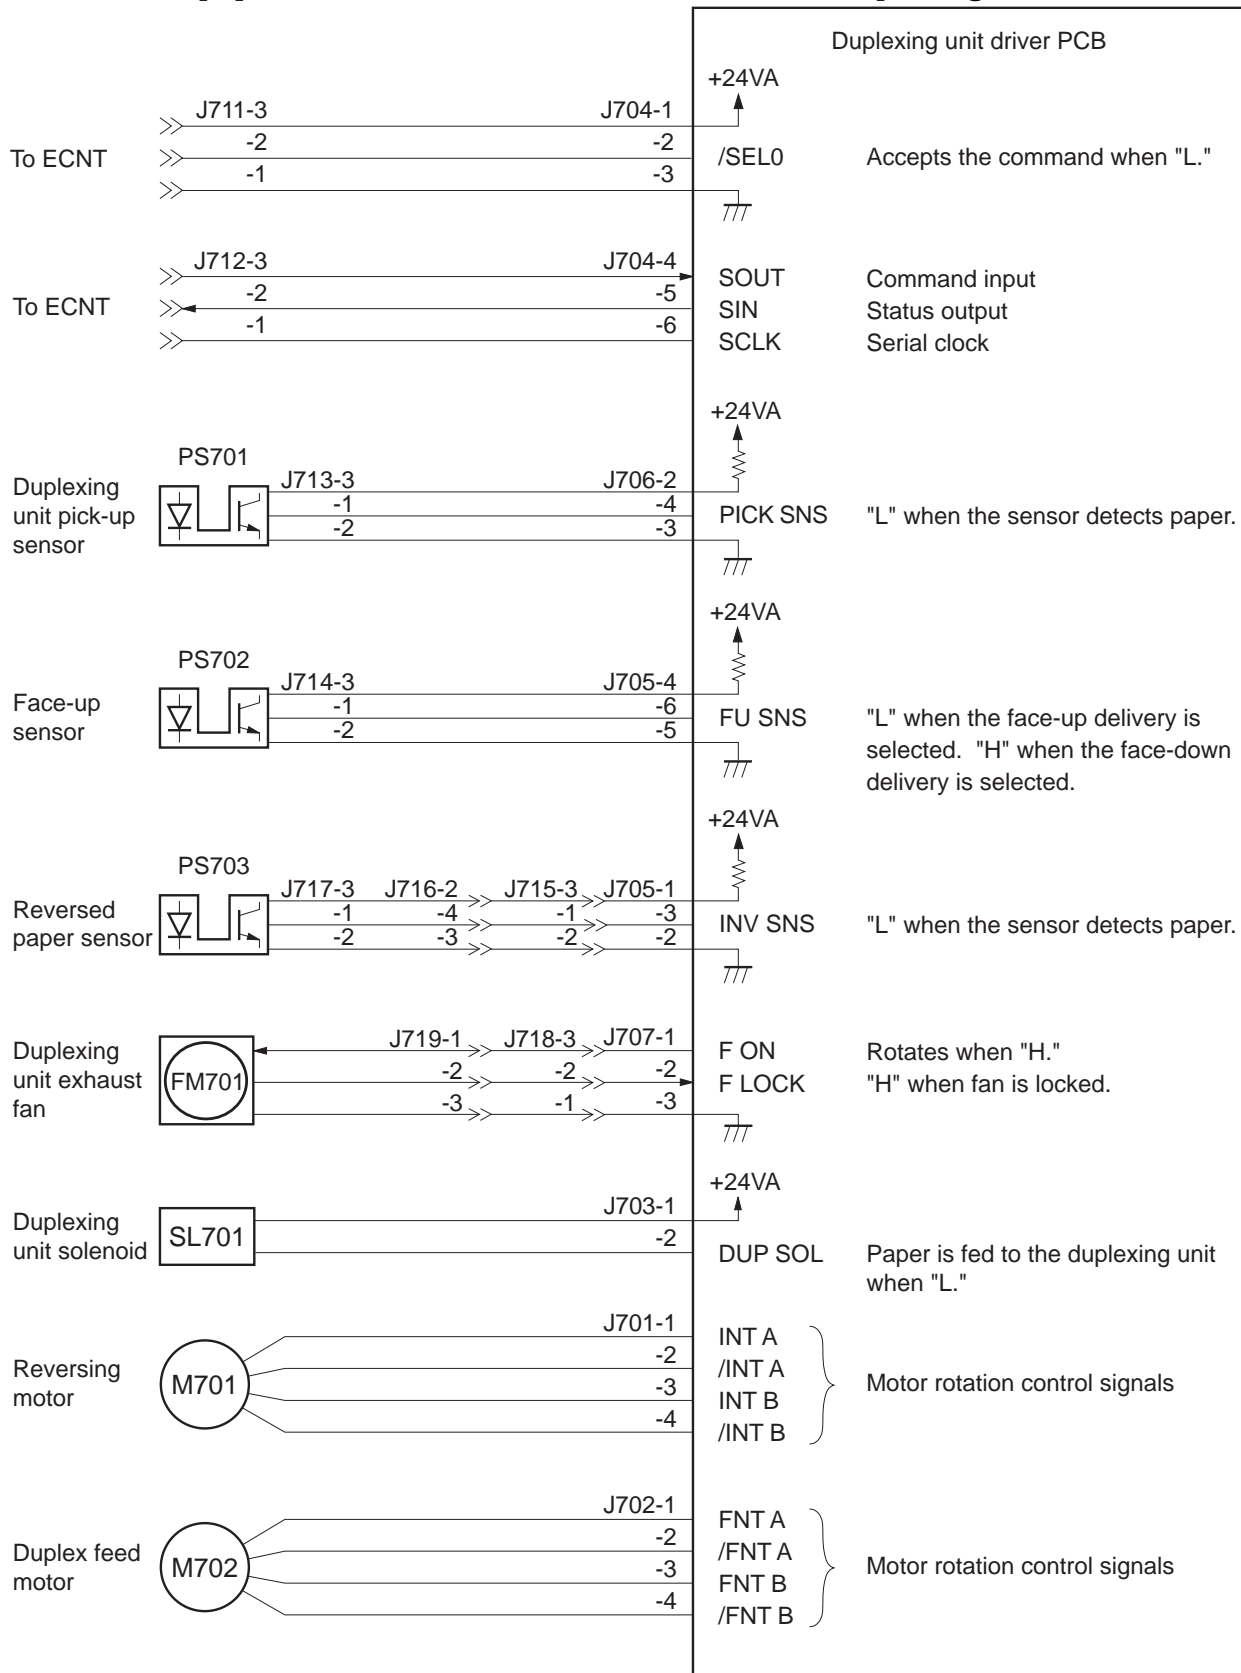 Duplexing unit driver PCB
+24VA
J711-3 J704-1
-2 -2
To ECNT /SEL0 Accepts the command when "L."
-1 -3
J712-3 J704-4
SOUT Command input
-2 -5
To ECNT SIN Status output
-1 -6
SCLK Serial clock
+24VA
PS701
J713-3 J706-2
Duplexing
unit pick-up
sensor
-1 -4
PICK SNS "L" when the sensor detects paper.
-2 -3
+24VA
PS702
J714-3 J705-4
Face-up
sensor
-1 -6
FU SNS "L" when the face-up delivery is
selected. "H" when the face-down
delivery is selected.
-2 -5
+24VA
PS703
J717-3 J716-2 J715-3 J705-1
Reversed
paper sensor
-1 -4 -1 -3
INV SNS "L" when the sensor detects paper.
-2 -3 -2 -2
J719-1 J718-3 J707-1
Duplexing
unit exhaust
fan
FM701
F ON Rotates when "H."
-2 -2 -2
F LOCK "H" when fan is locked.
-3 -1 -3
+24VA
J703-1
Duplexing
unit solenoid
SL701
-2
DUP SOL Paper is fed to the duplexing unit
when "L."
J701-1
INT A
-2
/INT A
Reversing
motor
M701
Motor rotation control signals
-3
INT B
-4
/INT B
J702-1
FNT A
-2
/FNT A
Duplex feed
motor
M702
Motor rotation control signals
-3
FNT B
-4
/FNT B